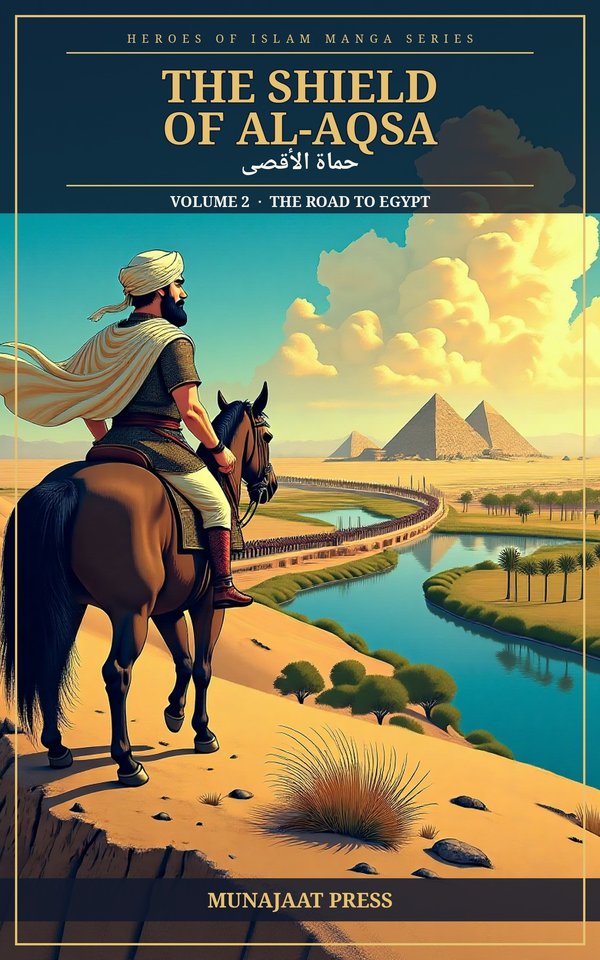 HEROES OF ISLAM MANGA SERIES
THE SHIELD
OF AL-AQSA
حماة الأقصى
VOLUME 2 · THE ROAD TO EGYPT
MUNAJAAT PRESS